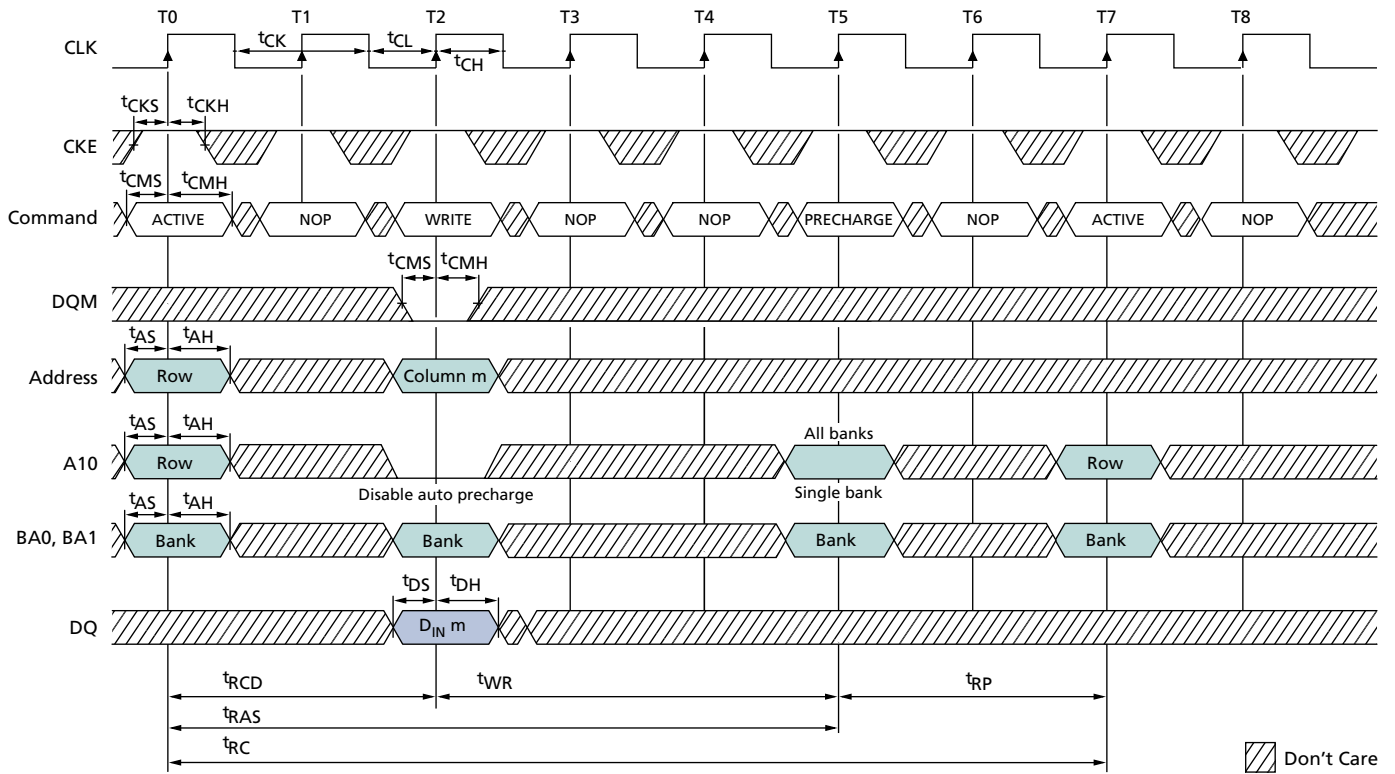 T0 T1 T2 T3 T4 T5 T6 T7 T8
CLK
tCK tCL
tCH
tCKS tCKH
CKE
tCMS tCMH
Command ACTIVE NOP WRITE NOP NOP PRECHARGE NOP ACTIVE NOP
tCMS tCMH
DQM
tAS tAH
Address Row Column m
tAS tAH
All banks
A10 Row Row
Disable auto precharge Single bank
tAS tAH
BA0, BA1 Bank Bank Bank Bank
tDS tDH
DQ DIN m
tRCD tWR tRP
tRAS
tRC
Don't Care